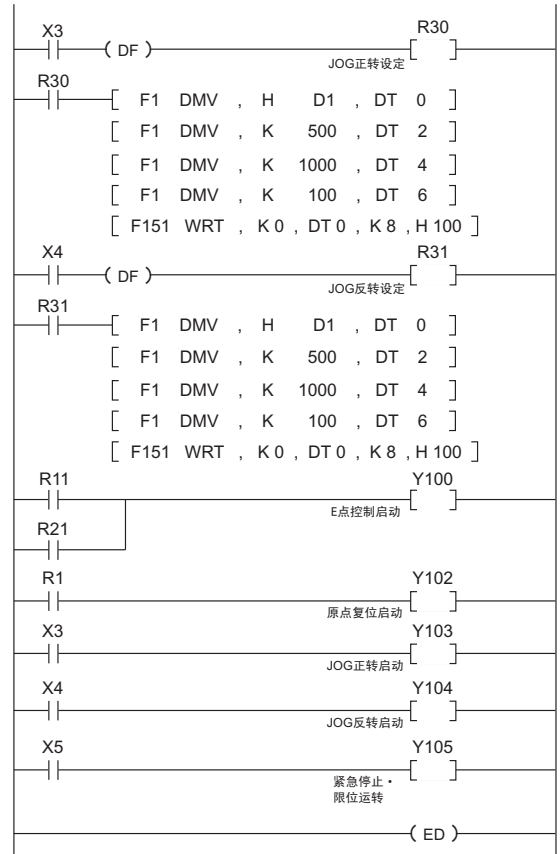 X3
( DF )
R30
JOG正转设定
R30
[ F1 DMV , H D1 , DT 0 ]
[ F1 DMV , K 500 , DT 2 ]
[ F1 DMV , K 1000 , DT 4 ]
[ F1 DMV , K 100 , DT 6 ]
[ F151 WRT , K 0 , DT 0 , K 8 , H 100 ]
X4
( DF )
R31
JOG反转设定
R31
[ F1 DMV , H D1 , DT 0 ]
[ F1 DMV , K 500 , DT 2 ]
[ F1 DMV , K 1000 , DT 4 ]
[ F1 DMV , K 100 , DT 6 ]
[ F151 WRT , K 0 , DT 0 , K 8 , H 100 ]
R11
Y100
E点控制启动
R21
R1
Y102
原点复位启动
X3
Y103
JOG正转启动
X4
Y104
JOG反转启动
X5
Y105
紧急停止・
限位运转
( ED )